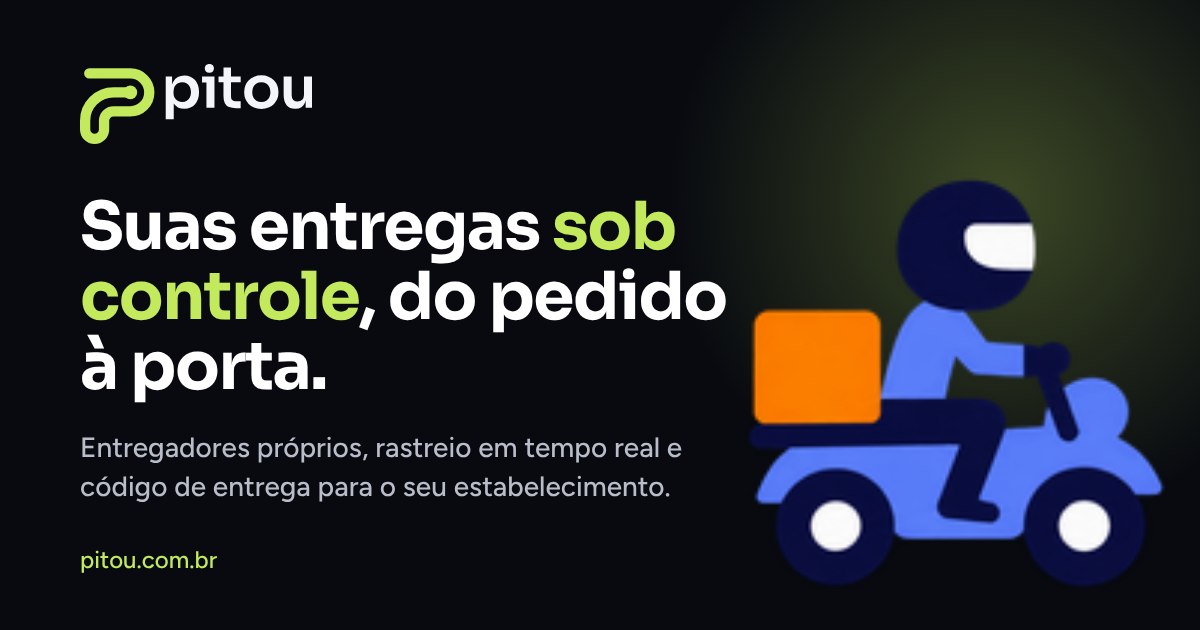 pitou
Suas entregas sob
controle, do pedido
à porta.
Entregadores próprios, rastreio em tempo real e
código de entrega para o seu estabelecimento.
pitou.com.br